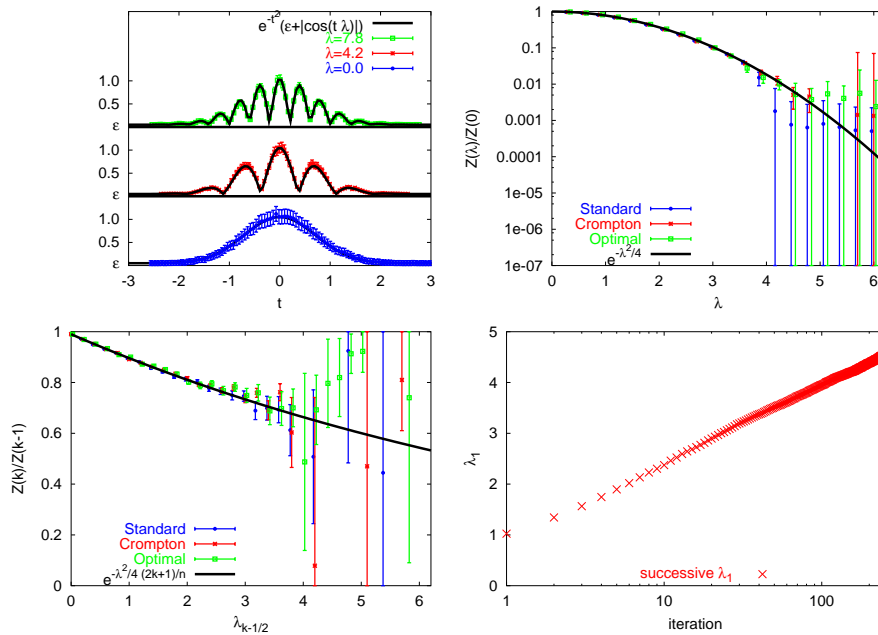 e^{-t^2}(ε+|cos(t λ)|)
λ=7.8
λ=4.2
λ=0.0
1.0
0.5
ε
1.0
0.5
ε
1.0
0.5
ε
-3 -2 -1 0 1 2 3
t
Z(λ)/Z(0)
1
0.1
0.01
0.001
0.0001
1e-05
1e-06
1e-07
Standard
Crompton
Optimal
e^{-λ^2/4}
0 1 2 3 4 5 6
λ
Z(k)/Z(k-1)
1
0.8
0.6
0.4
0.2
0
Standard
Crompton
Optimal
e^{-λ^2/4 (2k+1)/n}
0 1 2 3 4 5 6
λ_{k-1/2}
λ_1
5
4
3
2
1
0
successive λ_1
1 10 100
iteration